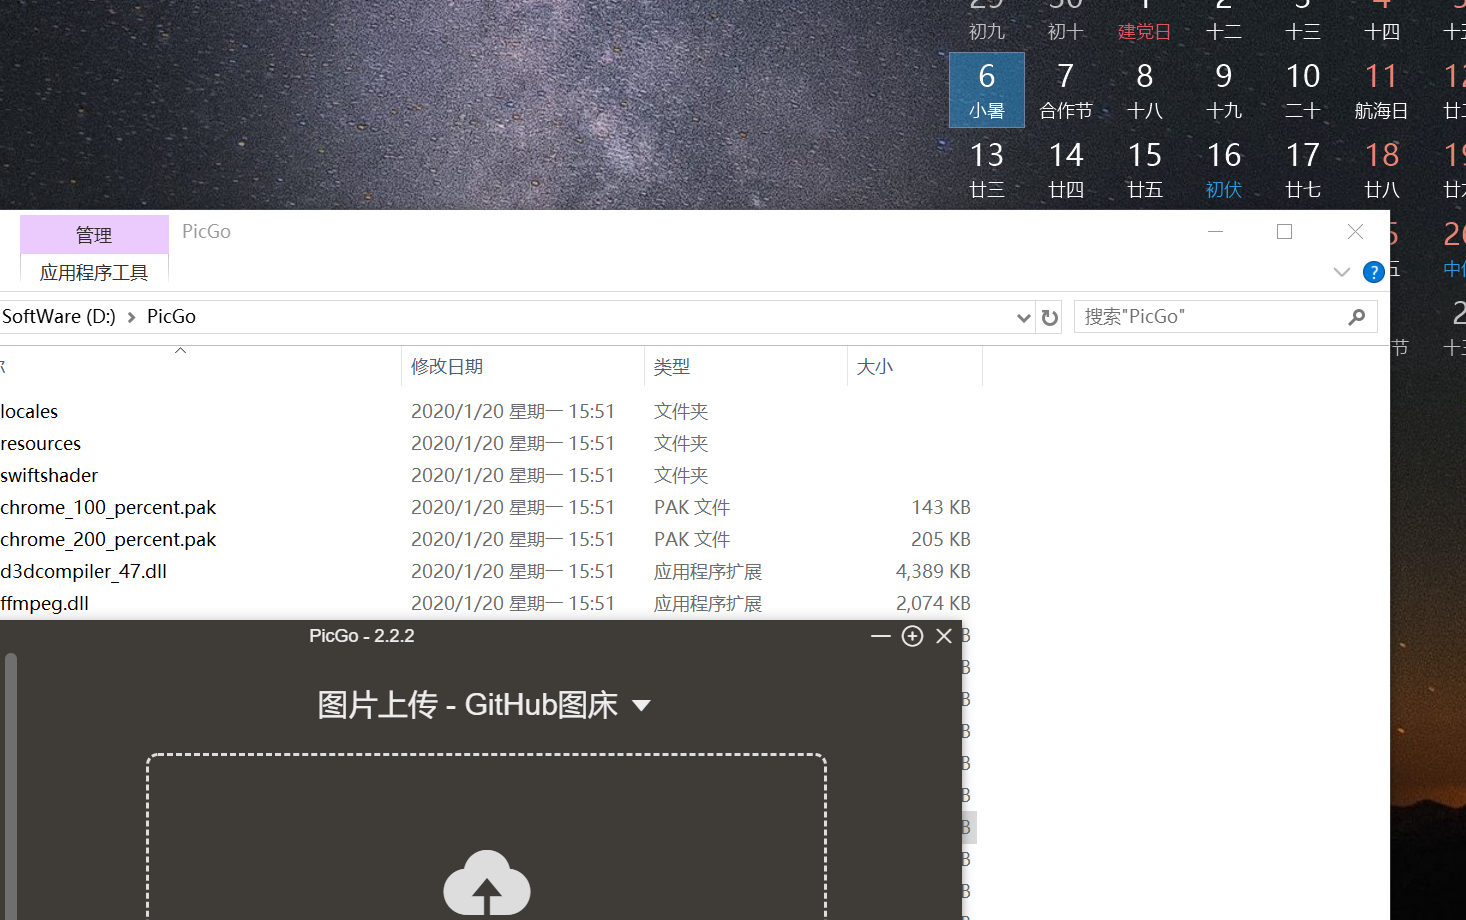 29 30 1 2 3 4
初九 初十 建党日 十二 十三 十四
6 7 8 9 10 11
小暑 合作节 十八 十九 二十 航海日
13 14 15 16 17 18
廿三 廿四 廿五 初伏 廿七 廿八
管理 PicGo
应用程序工具
SoftWare (D:) PicGo 搜索"PicGo"
修改日期 类型 大小
locales 2020/1/20 星期一 15:51 文件夹
resources 2020/1/20 星期一 15:51 文件夹
swiftshader 2020/1/20 星期一 15:51 文件夹
chrome_100_percent.pak 2020/1/20 星期一 15:51 PAK 文件 143 KB
chrome_200_percent.pak 2020/1/20 星期一 15:51 PAK 文件 205 KB
d3dcompiler_47.dll 2020/1/20 星期一 15:51 应用程序扩展 4,389 KB
ffmpeg.dll 2020/1/20 星期一 15:51 应用程序扩展 2,074 KB
PicGo - 2.2.2
图片上传 - GitHub图床